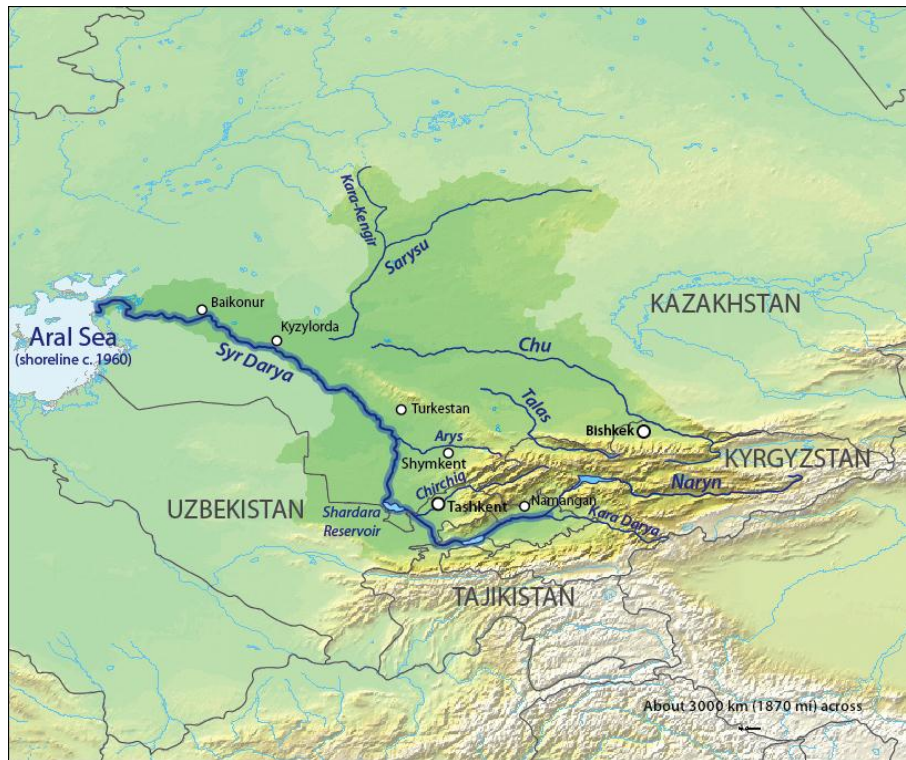 Kara-Kengir
Sarysu
KAZAKHSTAN
Baikonur
Aral Sea
(shoreline c. 1960)
Kyzylorda
Syr Darya
Chu
Talas
Turkestan
Bishkek
Arys
Shymkent
KYRGYZSTAN
Chirchiq
Naryn
UZBEKISTAN
Shardara
Reservoir
Tashkent
Namangan
Kara Darya
TAJIKISTAN
About 3000 km (1870 mi) across